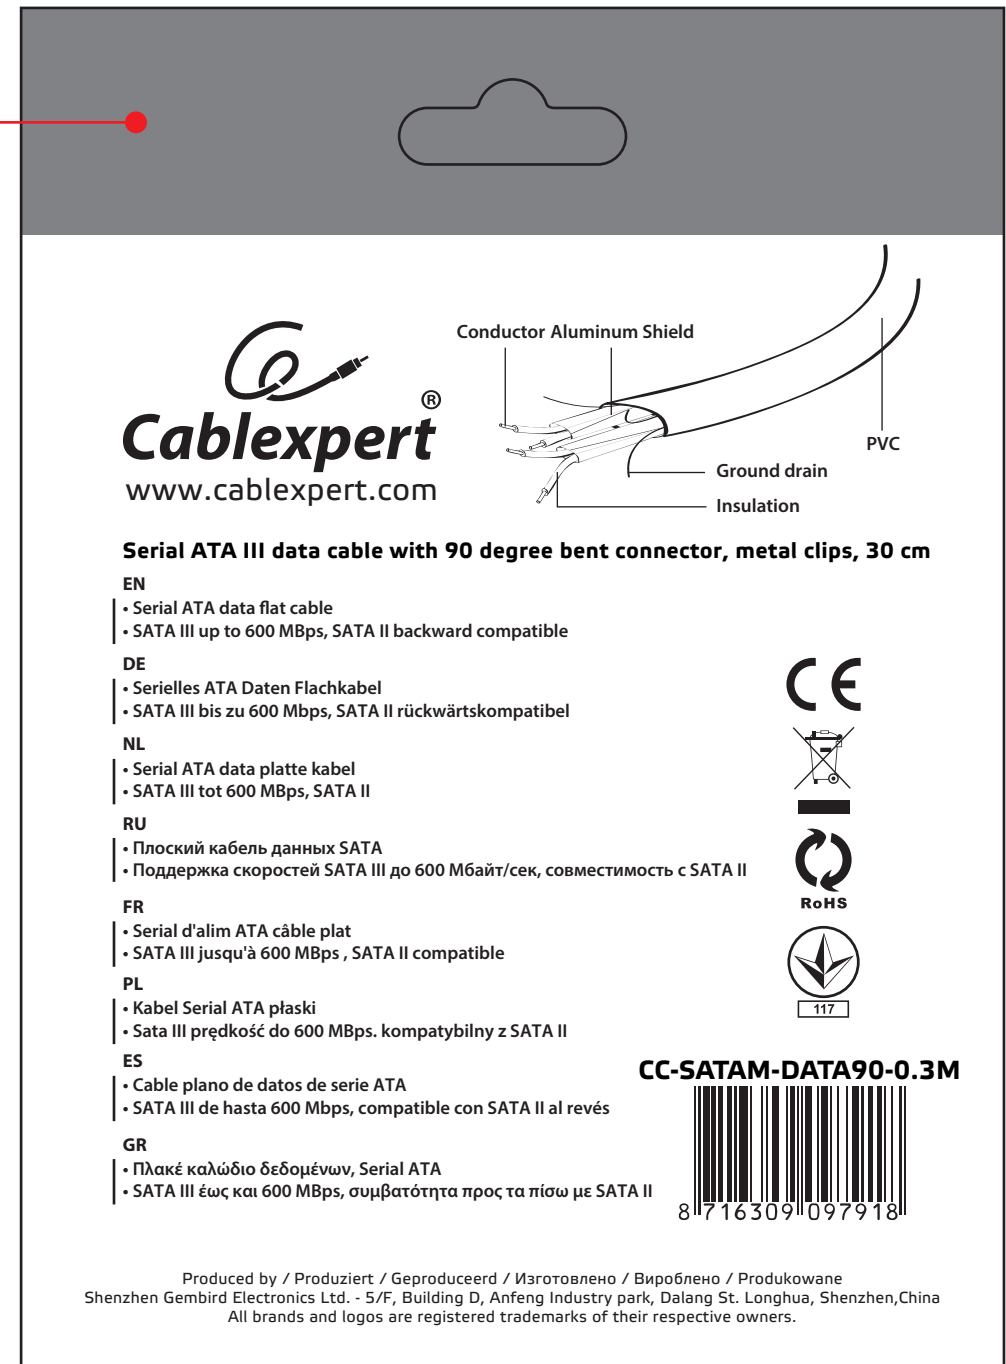 Conductor Aluminum Shield
Cablexpert®
www.cablexpert.com
PVC
Ground drain
Insulation
Serial ATA III data cable with 90 degree bent connector, metal clips, 30 cm
EN
• Serial ATA data flat cable
• SATA III up to 600 MBps, SATA II backward compatible
DE
• Serielles ATA Daten Flachkabel
• SATA III bis zu 600 Mbps, SATA II rückwärtskompatibel
NL
• Serial ATA data platte kabel
• SATA III tot 600 MBps, SATA II
RU
• Плоский кабель данных SATA
• Поддержка скоростей SATA III до 600 Мбайт/сек, совместимость с SATA II
FR
• Serial d'alim ATA câble plat
• SATA III jusqu'à 600 MBps , SATA II compatible
PL
• Kabel Serial ATA płaski
• Sata III prędkość do 600 MBps. kompatybilny z SATA II
ES
• Cable plano de datos de serie ATA
• SATA III de hasta 600 Mbps, compatible con SATA II al revés
GR
• Πλακέ καλώδιο δεδομένων, Serial ATA
• SATA III έως και 600 MBps, συμβατότητα προς τα πίσω με SATA II
CE
RoHS
117
CC-SATAM-DATA90-0.3M
8 716309 097918
Produced by / Produziert / Geproduceerd / Изготовлено / Вироблено / Produkowane
Shenzhen Gembird Electronics Ltd. - 5/F, Building D, Anfeng Industry park, Dalang St. Longhua, Shenzhen,China
All brands and logos are registered trademarks of their respective owners.